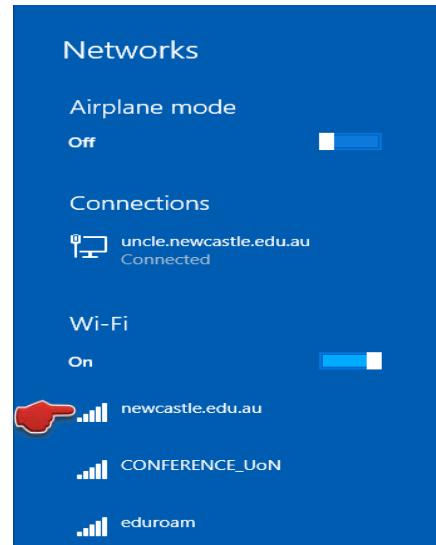 Networks
Airplane mode
Off
Connections
uncle.newcastle.edu.au
Connected
Wi-Fi
On
newcastle.edu.au
CONFERENCE_UoN
eduroam